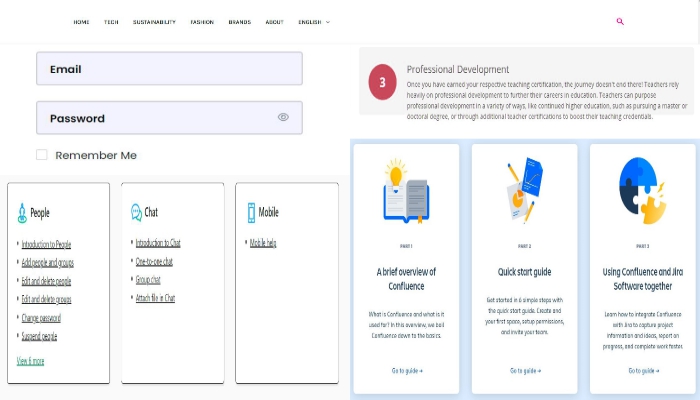 HOME TECH SUSTAINABILITY FASHION BRANDS ABOUT ENGLISH
Email
Password
Remember Me
3
Professional Development
Once you have earned your respective teaching certification, the journey doesn't end there! Teachers rely
heavily on professional development to further their careers in education. Teachers can purpose
professional development in a variety of ways, like continued higher education, such as pursuing a master or
doctoral degree, or through additional teacher certifications to boost their teaching credentials.
People
Introduction to People
Add people and groups
Edit and delete people
Edit and delete groups
Change password
Suspend people
View 6 more
Chat
Introduction to Chat
One-to-one chat
Group chat
Attach file in Chat
Mobile
Mobile help
PART 1
A brief overview of
Confluence
What is Confluence and what is it
used for? In this overview, we boil
Confluence down to the basics.
Go to guide →
PART 2
Quick start guide
Get started in 6 simple steps with
the quick start guide. Create and
your first space, setup permissions,
and invite your team.
Go to guide →
PART 3
Using Confluence and Jira
Software together
Learn how to integrate Confluence
with Jira to capture project
information and ideas, report on
progress, and complete work faster.
Go to guide →